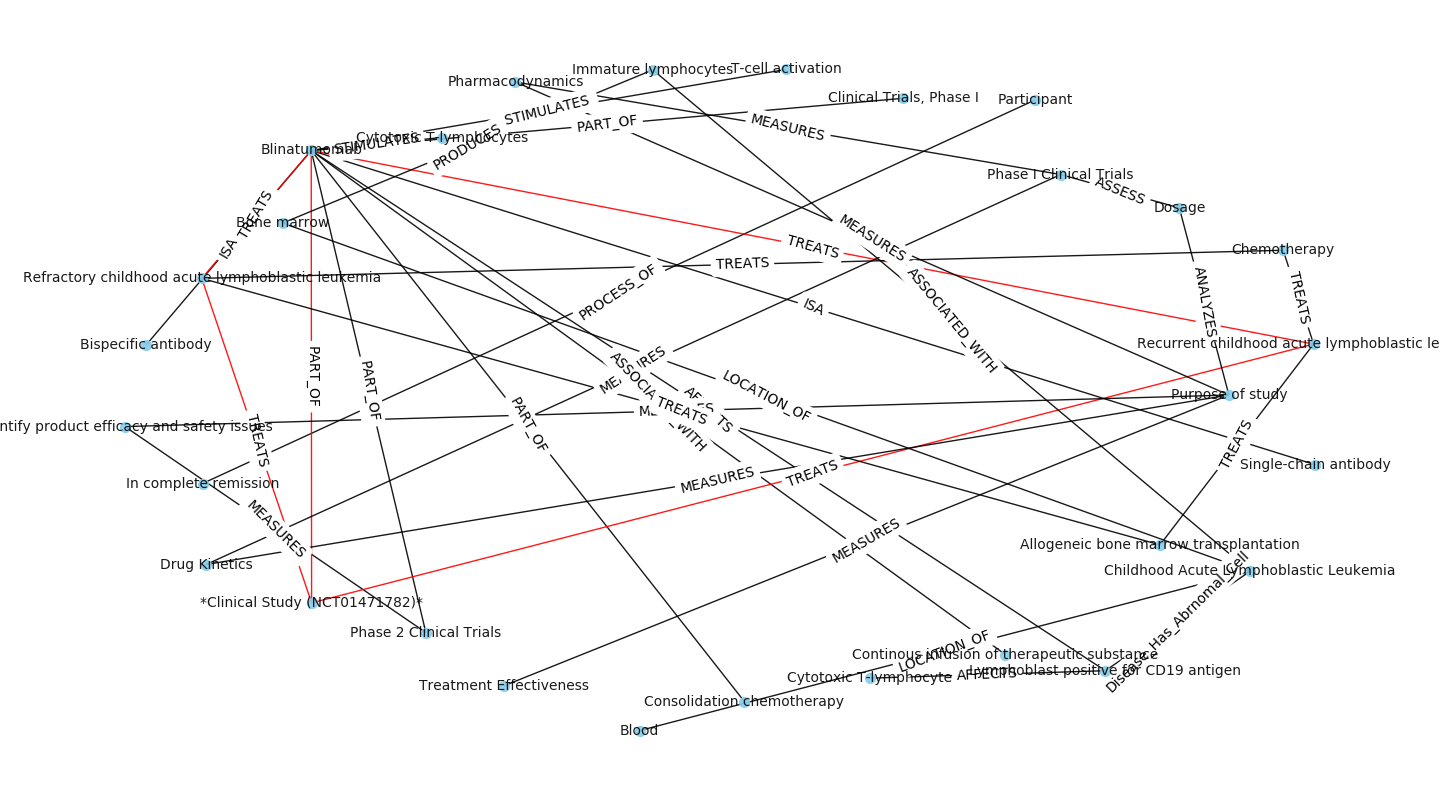 Immature lymphocytes
T-cell activation
Pharmacodynamics
Clinical Trials, Phase I
Participant
STIMULATES
PART_OF
MEASURES
Cytotoxic T-lymphocytes
STIMULATES
PRODUCES
Blinatumomab
Phase I Clinical Trials
ASSESS
Dosage
TREATS
ISA
Bone marrow
MEASURES
TREATS
Chemotherapy
TREATS
PROCESS_OF
Refractory childhood acute lymphoblastic leukemia
ASSOCIATED_WITH
ANALYZES
TREATS
ISA
Bispecific antibody
Recurrent childhood acute lymphoblastic le
PART_OF
PART_OF
MEASURES
LOCATION_OF
TREATS
Purpose of study
PART_OF
ntify product efficacy and safety issues
TREATS
TREATS
Single-chain antibody
In complete remission
MEASURES
TREATS
MEASURES
MEASURES
Allogeneic bone marrow transplantation
Drug Kinetics
Childhood Acute Lymphoblastic Leukemia
*Clinical Study (NCT01471782)*
Disease_Has_Abrnomal_Cell
Phase 2 Clinical Trials
LOCATION_OF
Continous infusion of therapeutic substance
Lymphoblast positive for CD19 antigen
Cytotoxic T-lymphocyte
AFFECTS
Treatment Effectiveness
Consolidation chemotherapy
Blood